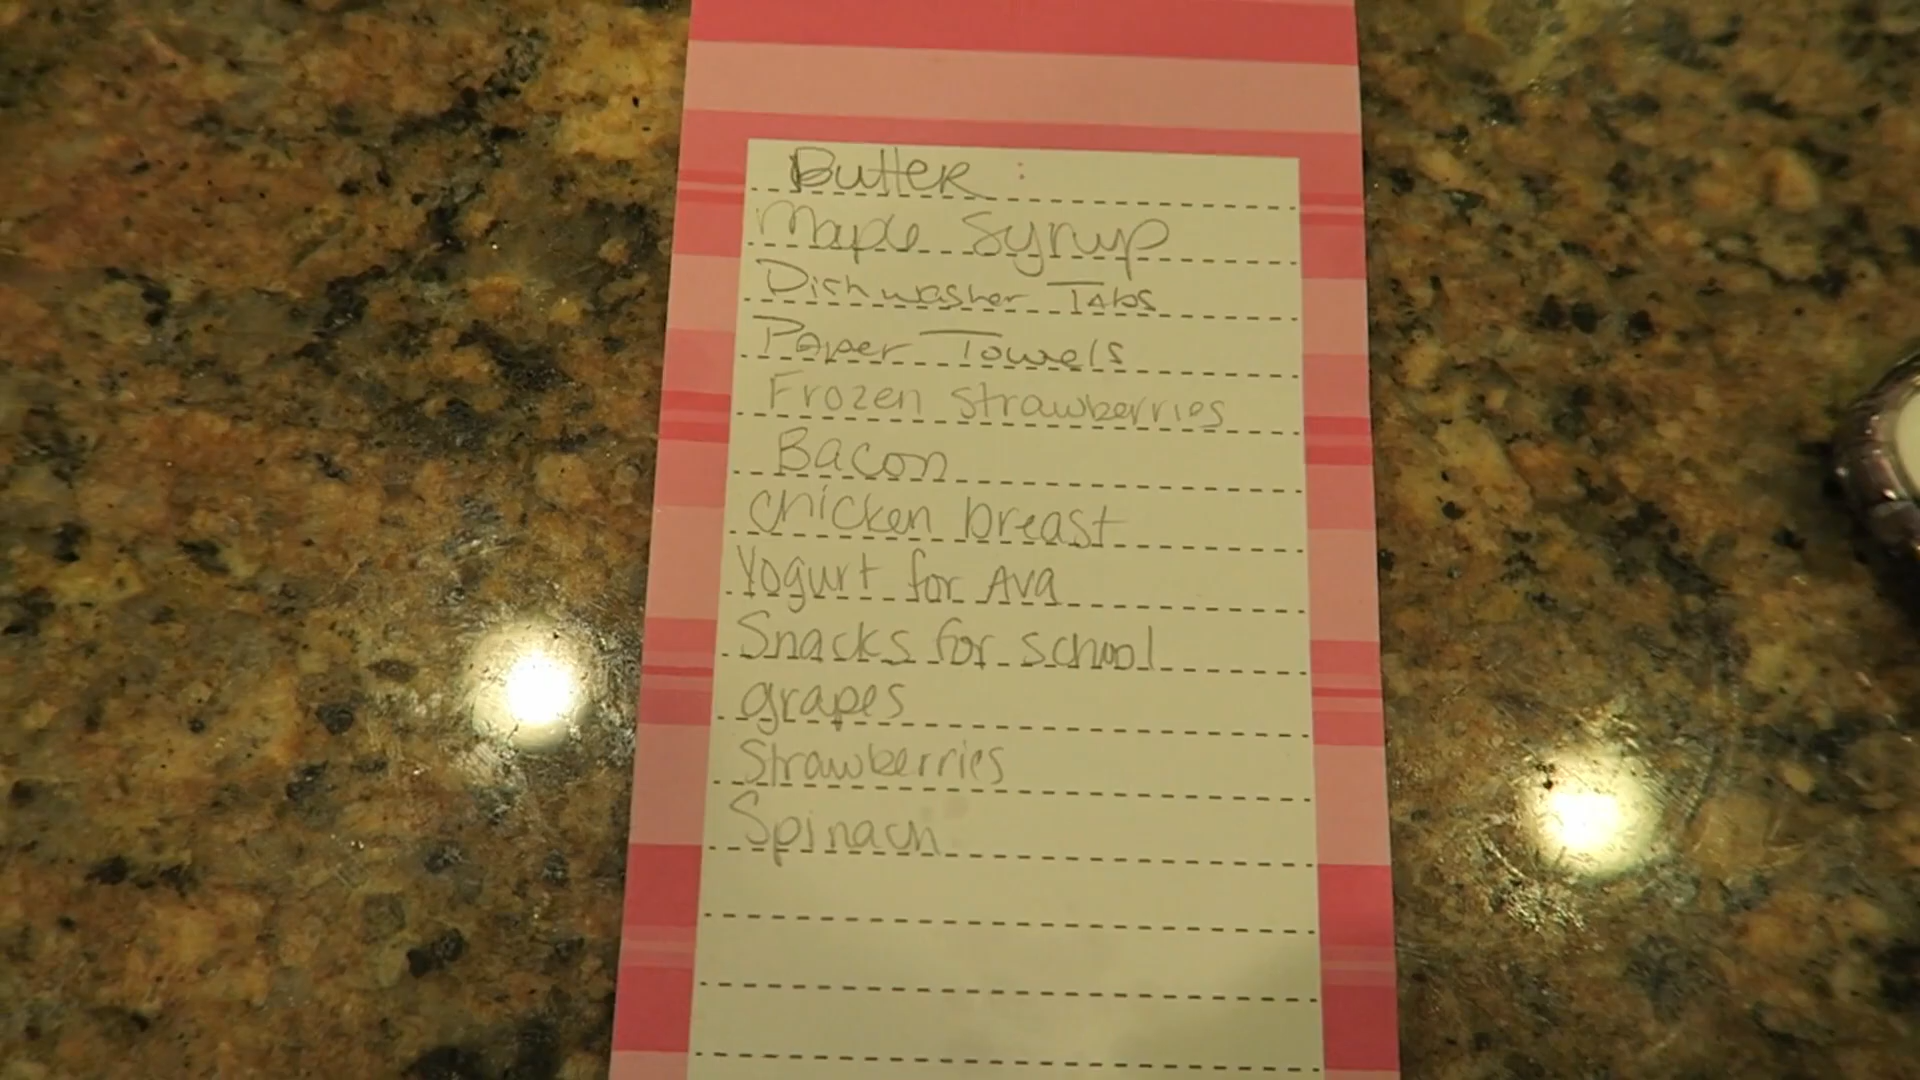 Butter
Maple Syrup
Dishwasher Tabs
Paper Towels
Frozen strawberries
Bacon
chicken breast
Yogurt for Ava
Snacks for school
grapes
Strawberries
Spinach